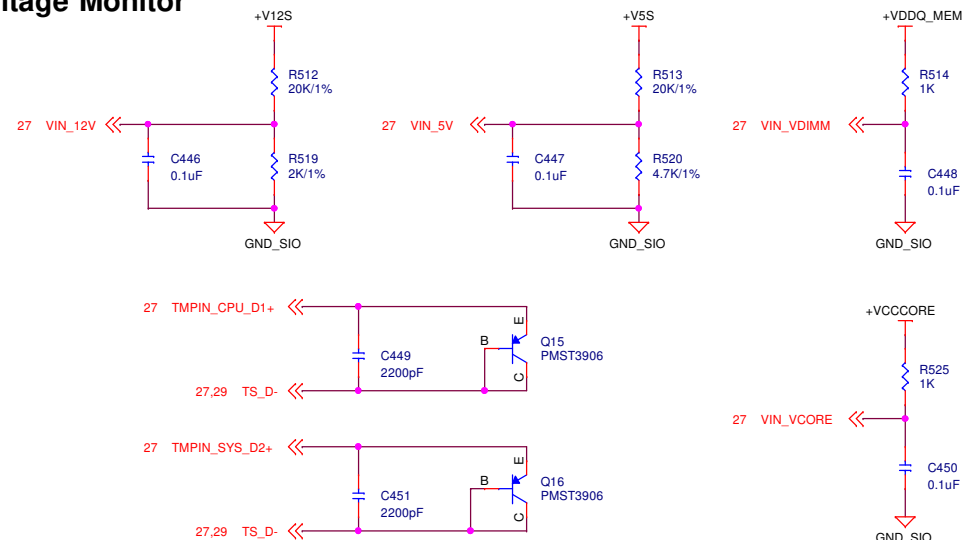 Monitor
+V12S
R512
20K/1%
27 VIN_12V
C446
0.1uF
R519
2K/1%
GND_SIO
+V5S
R513
20K/1%
27 VIN_5V
C447
0.1uF
R520
4.7K/1%
GND_SIO
+VDDQ_MEM
R514
1K
27 VIN_VDIMM
C448
0.1uF
GND_SIO
27 TMPIN_CPU_D1+
C449
2200pF
B
E
C
Q15
PMST3906
27,29 TS_D-
27 TMPIN_SYS_D2+
C451
2200pF
B
E
C
Q16
PMST3906
27,29 TS_D-
+VCCCORE
R525
1K
27 VIN_VCORE
C450
0.1uF
GND_SIO